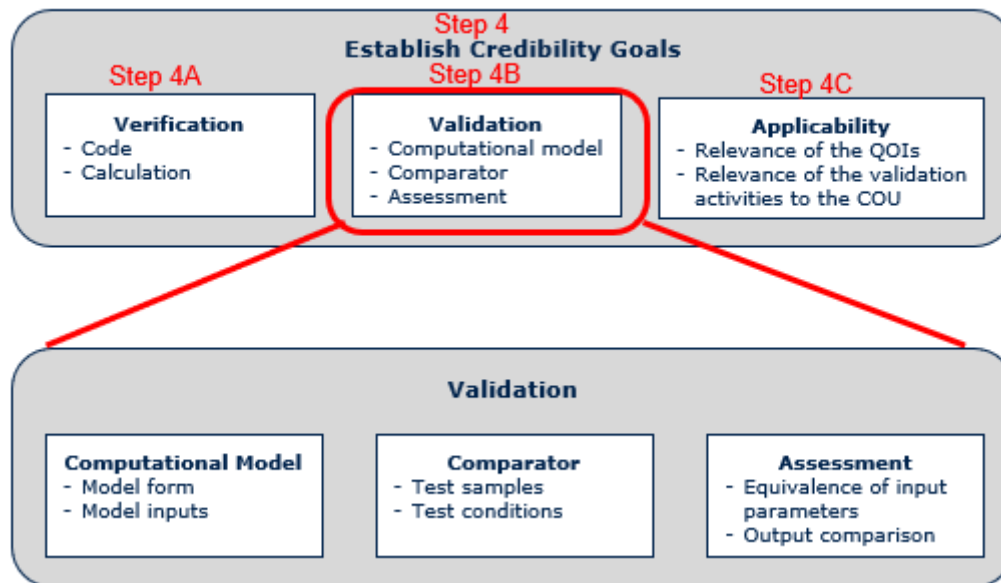 Step 4
Establish Credibility Goals
Step 4A
Step 4B
Step 4C
Verification
- Code
- Calculation
Validation
- Computational model
- Comparator
- Assessment
Applicability
- Relevance of the QOIs
- Relevance of the validation
activities to the COU
Validation
Computational Model
- Model form
- Model inputs
Comparator
- Test samples
- Test conditions
Assessment
- Equivalence of input
parameters
- Output comparison